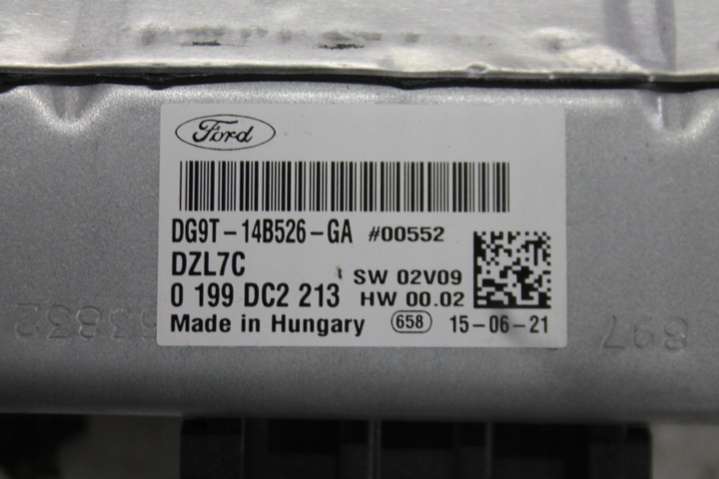 Ford
DG9T-14B526-GA #00552
DZL7C
SW 02V09
0 199 DC2 213 HW 00.02
Made in Hungary 658 15-06-21
897